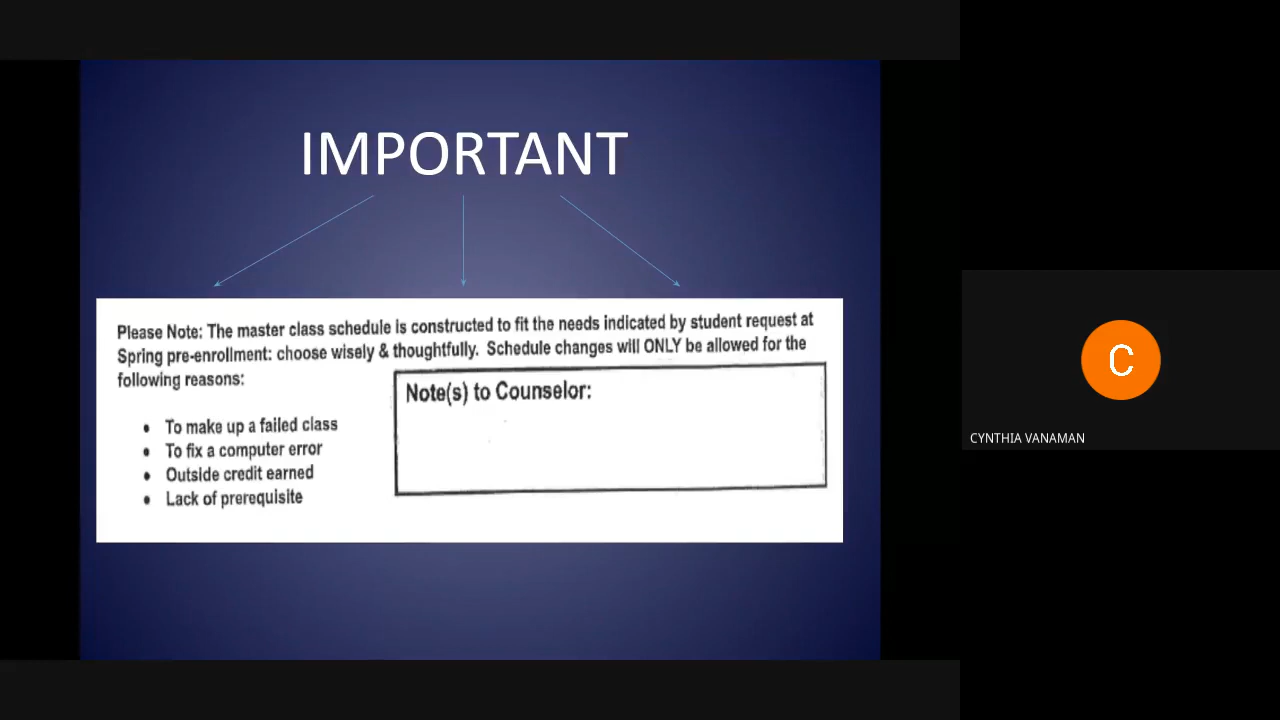 IMPORTANT
Please Note: The master class schedule is constructed to fit the needs indicated by student request at
Spring pre-enrollment: choose wisely & thoughtfully. Schedule changes will ONLY be allowed for the
following reasons:
To make up a failed class
To fix a computer error
Outside credit earned
Lack of prerequisite
Note(s) to Counselor:
C
CYNTHIA VANAMAN